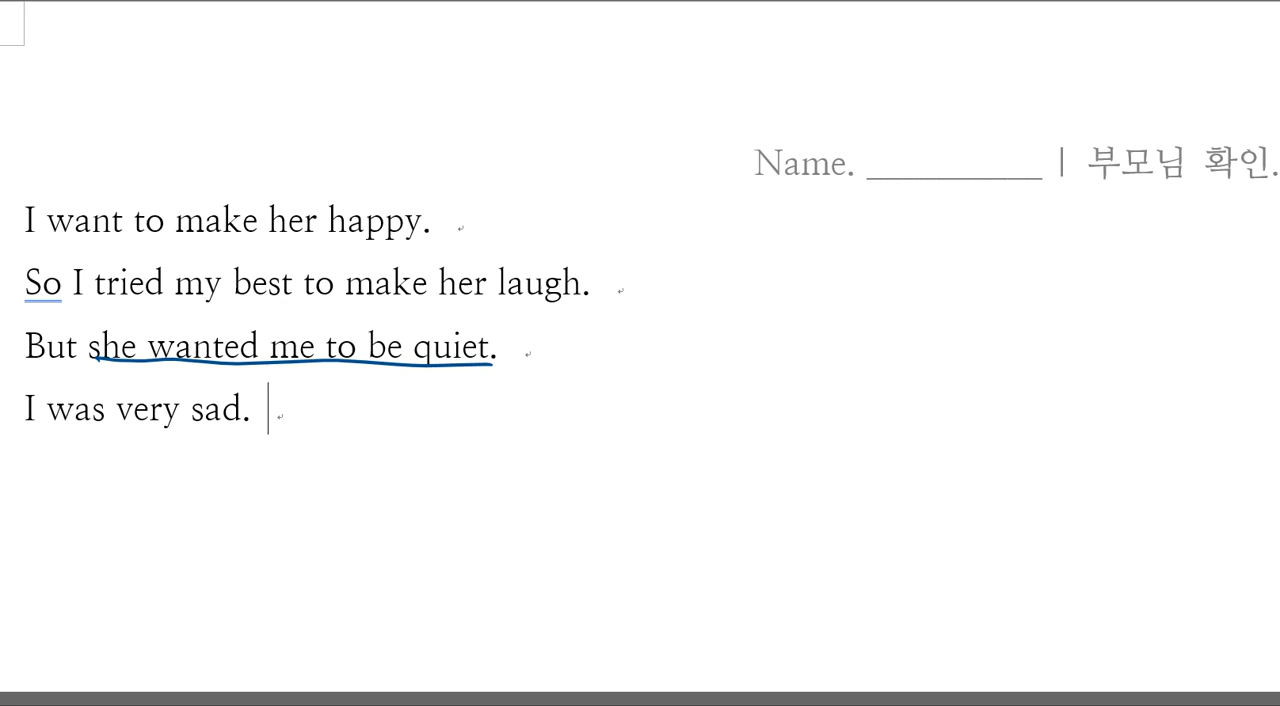 Name. __________ | 부모님 확인.
I want to make her happy.
So I tried my best to make her laugh.
But she wanted me to be quiet.
I was very sad.